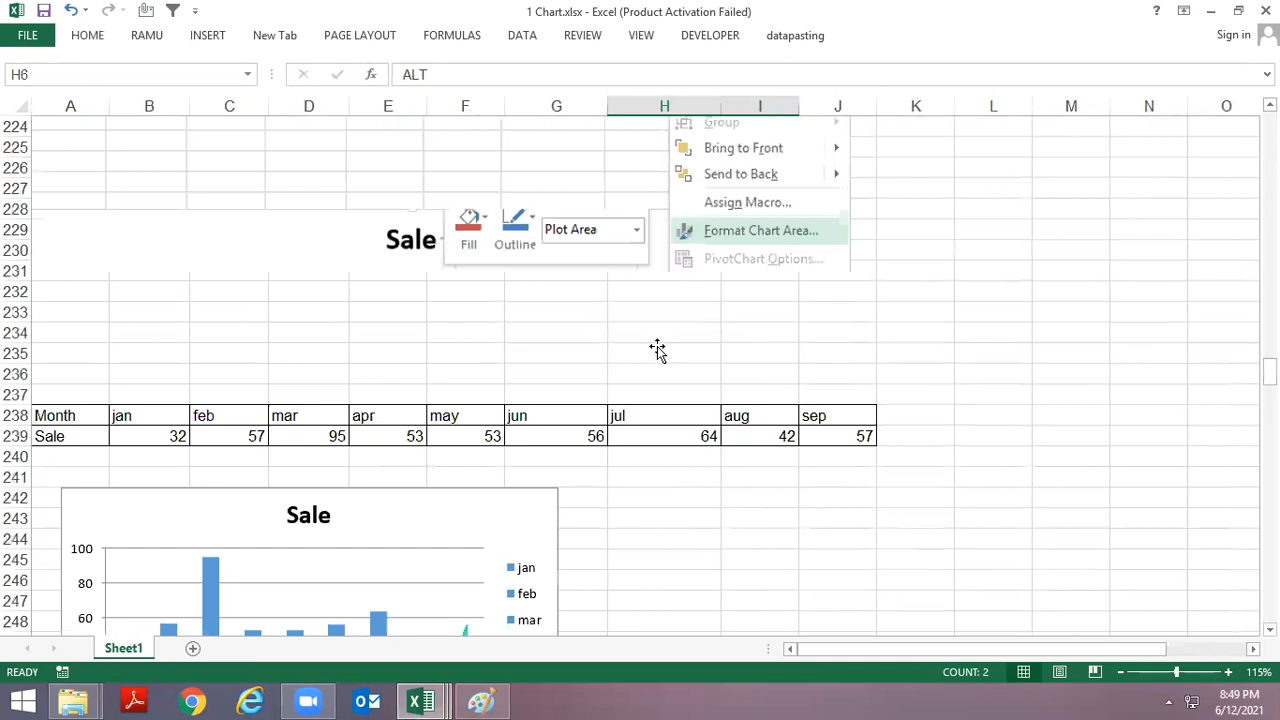 1 Chart.xlsx - Excel (Product Activation Failed)
FILE HOME RAMU INSERT New Tab PAGE LAYOUT FORMULAS DATA REVIEW VIEW DEVELOPER datapasting Sign in
H6 fx ALT
A B C D E F G H I J K L M N O
224 Group
225 Bring to Front
226
227 Send to Back
228 Assign Macro...
229 Sale Plot Area Format Chart Area...
230 Fill Outline
231 PivotChart Options...
232
233
234
235
236
237
238 Month jan feb mar apr may jun jul aug sep
239 Sale 32 57 95 53 53 56 64 42 57
240
241
242
243 Sale
244
245 100 jan
246 80 feb
247
248 60 mar
Sheet1
READY COUNT: 2 115%
8:49 PM
6/12/2021